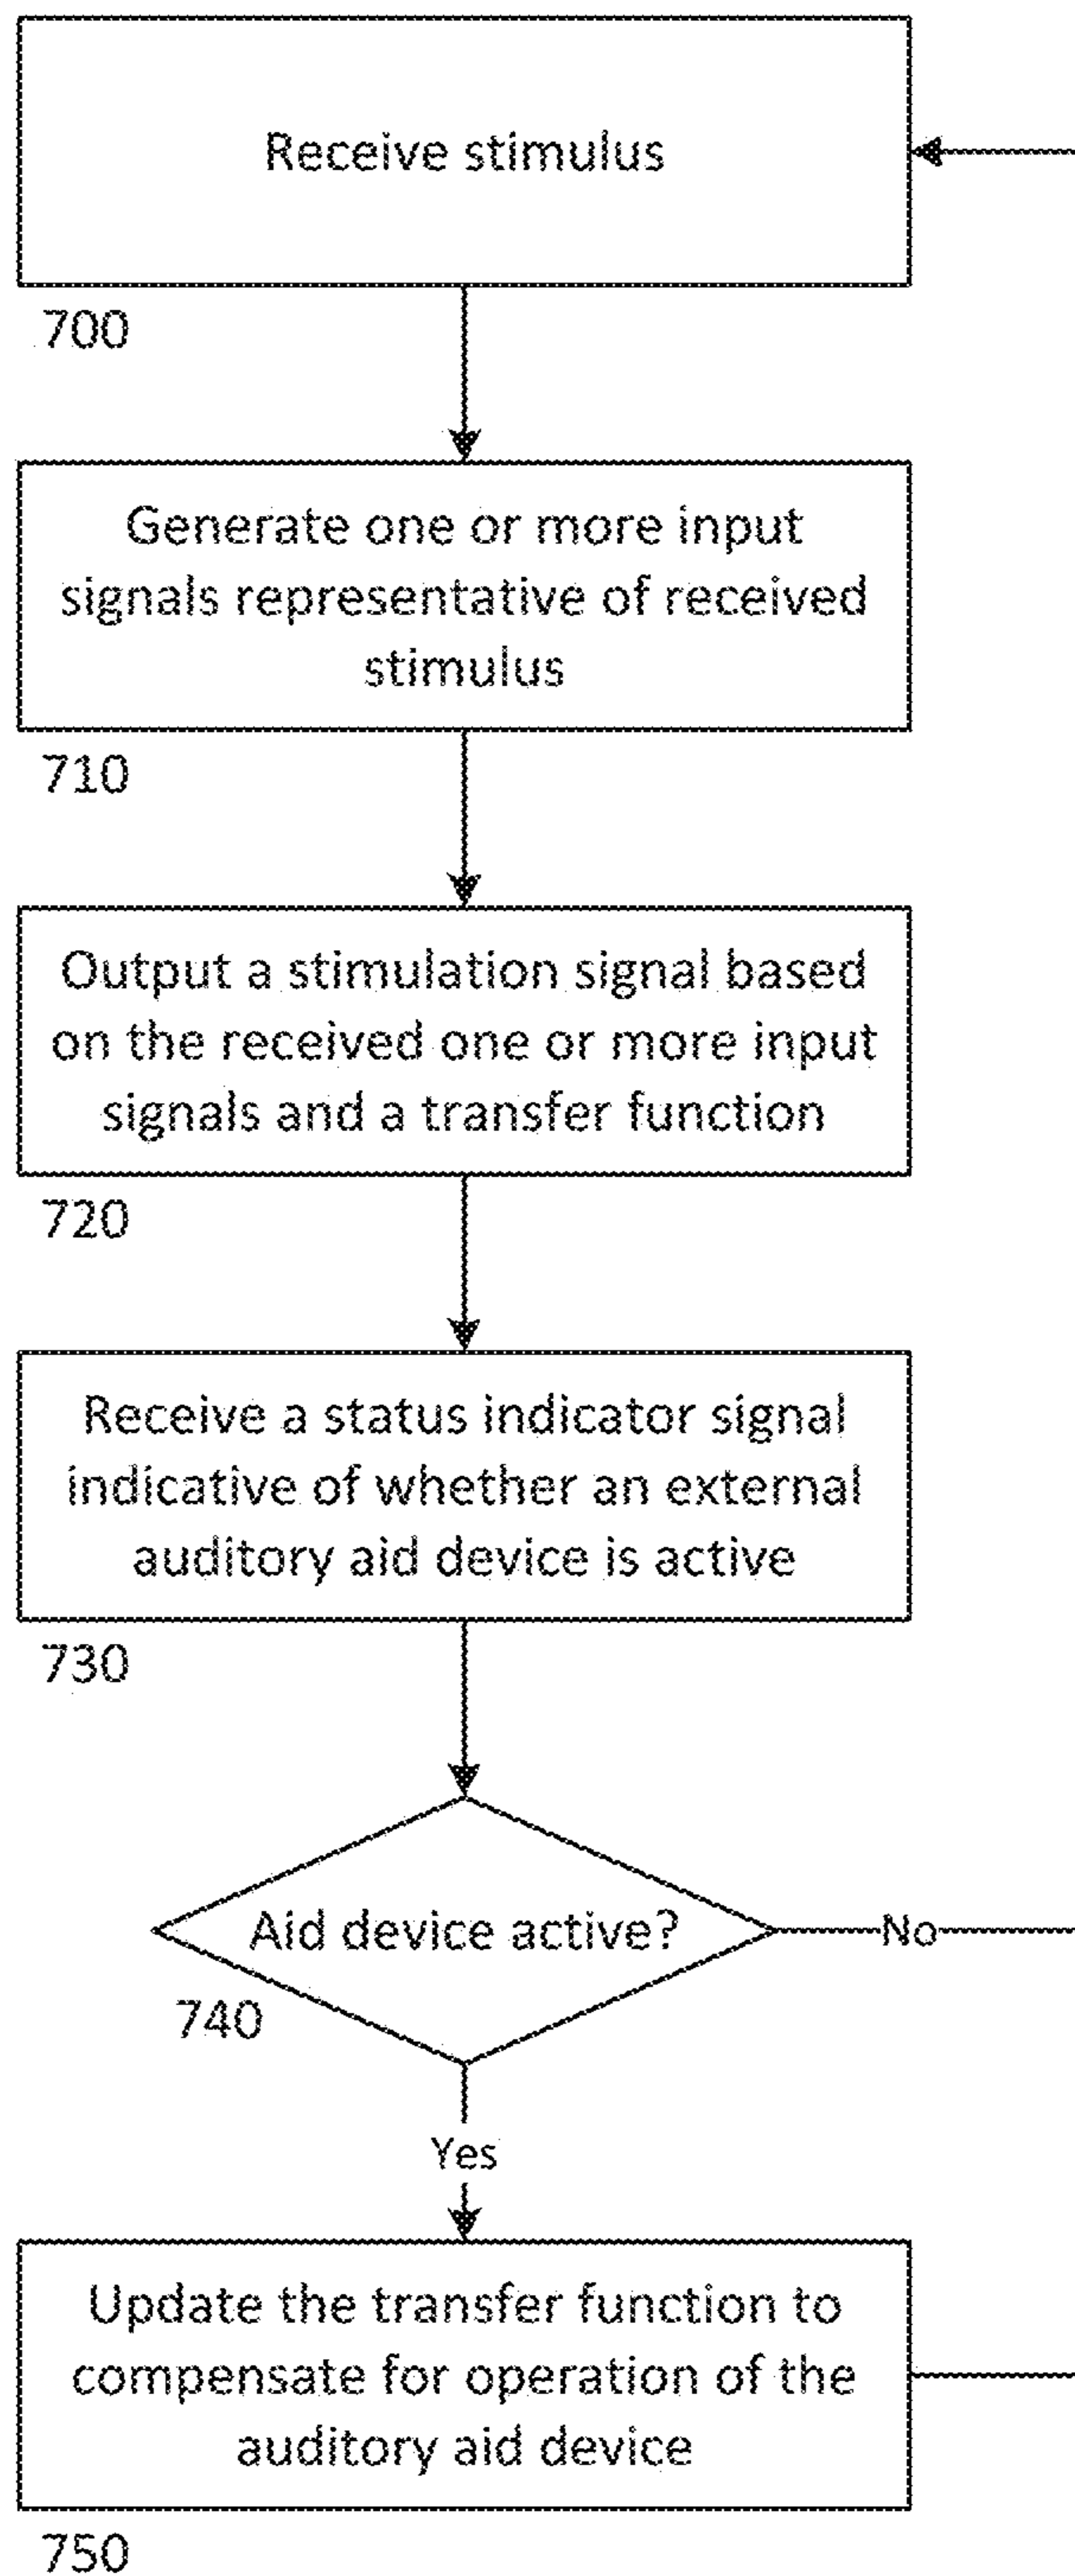 Receive stimulus
700
Generate one or more input
signals representative of received
stimulus
710
Output a stimulation signal based
on the received one or more input
signals and a transfer function
720
Receive a status indicator signal
indicative of whether an external
auditory aid device is active
730
Aid device active?
No
740
Yes
Update the transfer function to
compensate for operation of the
auditory aid device
750